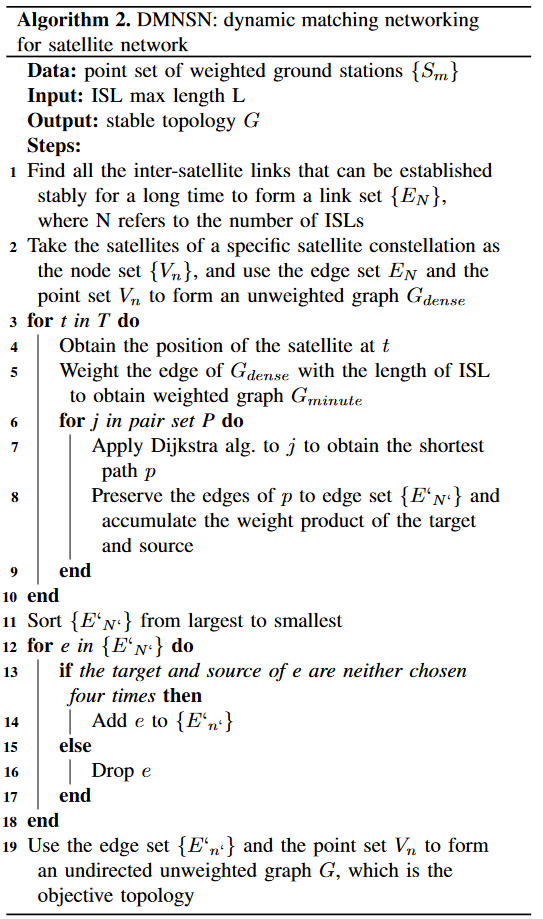 Algorithm 2. DMNSN: dynamic matching networking
for satellite network
Data: point set of weighted ground stations {S_m}
Input: ISL max length L
Output: stable topology G
Steps:
1 Find all the inter-satellite links that can be established
stably for a long time to form a link set {E_N},
where N refers to the number of ISLs
2 Take the satellites of a specific satellite constellation as
the node set {V_n}, and use the edge set E_N and the
point set V_n to form an unweighted graph G_dense
3 for t in T do
4 Obtain the position of the satellite at t
5 Weight the edge of G_dense with the length of ISL
to obtain weighted graph G_minute
6 for j in pair set P do
7 Apply Dijkstra alg. to j to obtain the shortest
path p
8 Preserve the edges of p to edge set {E‘_N‘} and
accumulate the weight product of the target
and source
9 end
10 end
11 Sort {E‘_N‘} from largest to smallest
12 for e in {E‘_N‘} do
13 if the target and source of e are neither chosen
four times then
14 Add e to {E‘_n‘}
15 else
16 Drop e
17 end
18 end
19 Use the edge set {E‘_n‘} and the point set V_n to form
an undirected unweighted graph G, which is the
objective topology